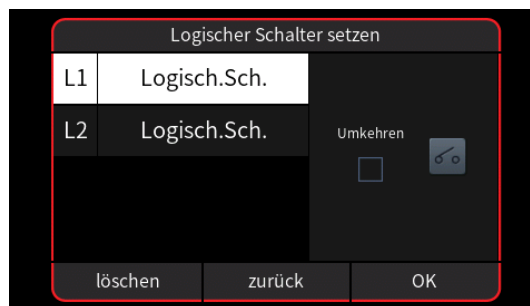 Logischer Schalter setzen
L1 Logisch.Sch.
L2 Logisch.Sch.
Umkehren
löschen zurück OK